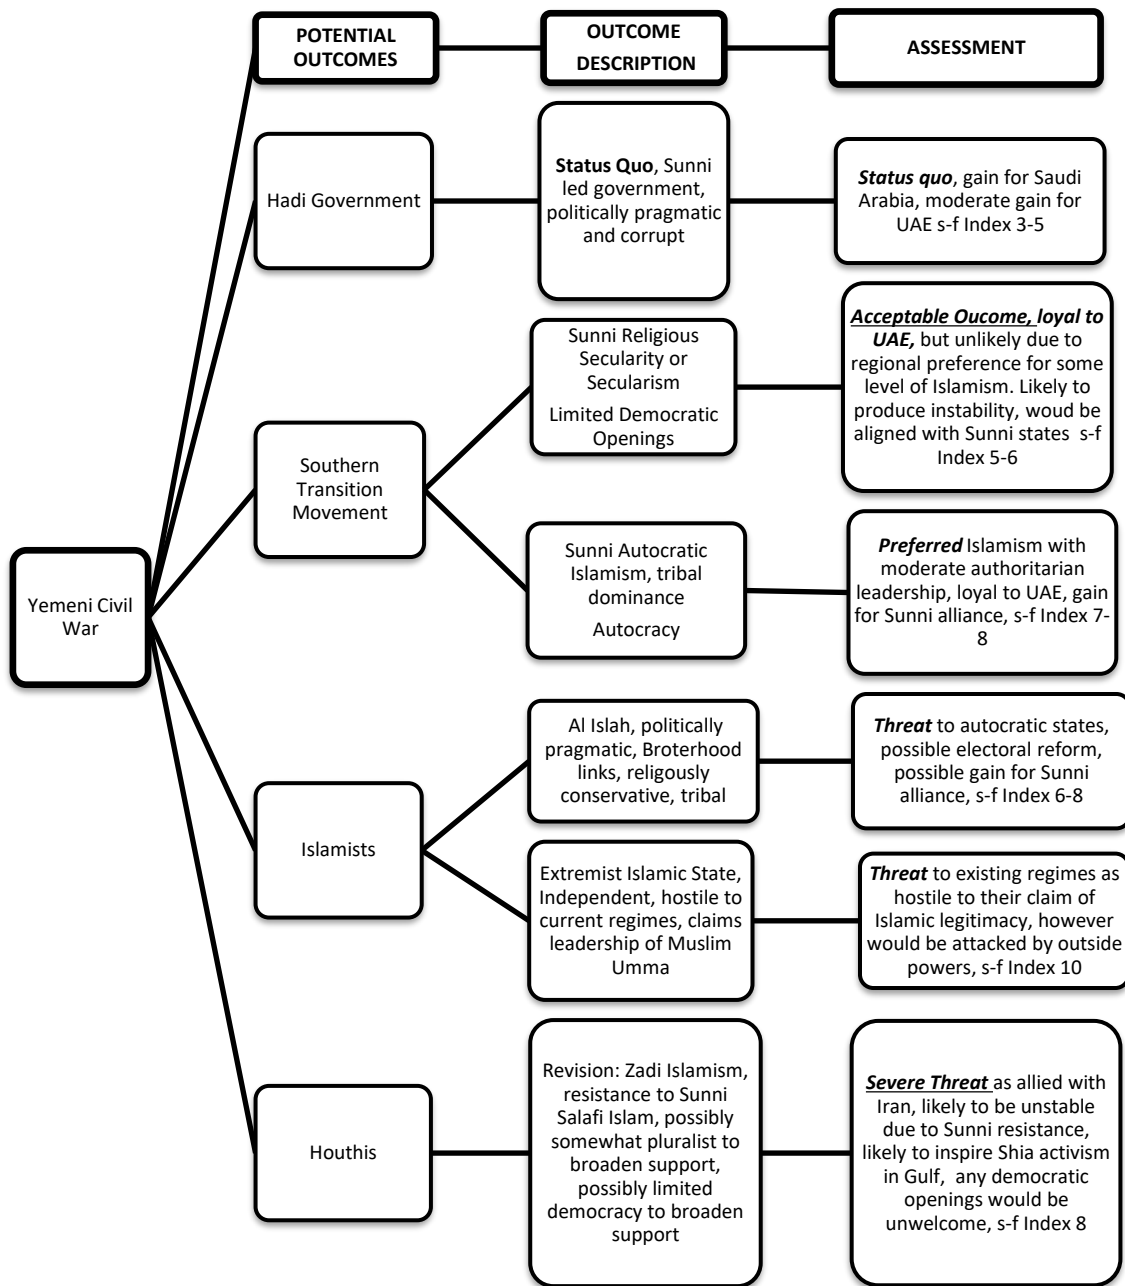 POTENTIAL
OUTCOMES
OUTCOME
DESCRIPTION
ASSESSMENT
Hadi Government
Status Quo, Sunni
led government,
politically pragmatic
and corrupt
Status quo, gain for Saudi
Arabia, moderate gain for
UAE s-f Index 3-5
Yemeni Civil
War
Southern
Transition
Movement
Sunni Religious
Secularity or
Secularism
Limited Democratic
Openings
Acceptable Oucome, loyal to
UAE, but unlikely due to
regional preference for some
level of Islamism. Likely to
produce instability, woud be
aligned with Sunni states s-f
Index 5-6
Sunni Autocratic
Islamism, tribal
dominance
Autocracy
Preferred Islamism with
moderate authoritarian
leadership, loyal to UAE, gain
for Sunni alliance, s-f Index 7-
8
Islamists
Al Islah, politically
pragmatic, Broterhood
links, religously
conservative, tribal
Threat to autocratic states,
possible electoral reform,
possible gain for Sunni
alliance, s-f Index 6-8
Extremist Islamic State,
Independent, hostile to
current regimes, claims
leadership of Muslim
Umma
Threat to existing regimes as
hostile to their claim of
Islamic legitimacy, however
would be attacked by outside
powers, s-f Index 10
Houthis
Revision: Zadi Islamism,
resistance to Sunni
Salafi Islam, possibly
somewhat pluralist to
broaden support,
possibly limited
democracy to broaden
support
Severe Threat as allied with
Iran, likely to be unstable
due to Sunni resistance,
likely to inspire Shia activism
in Gulf, any democratic
openings would be
unwelcome, s-f Index 8